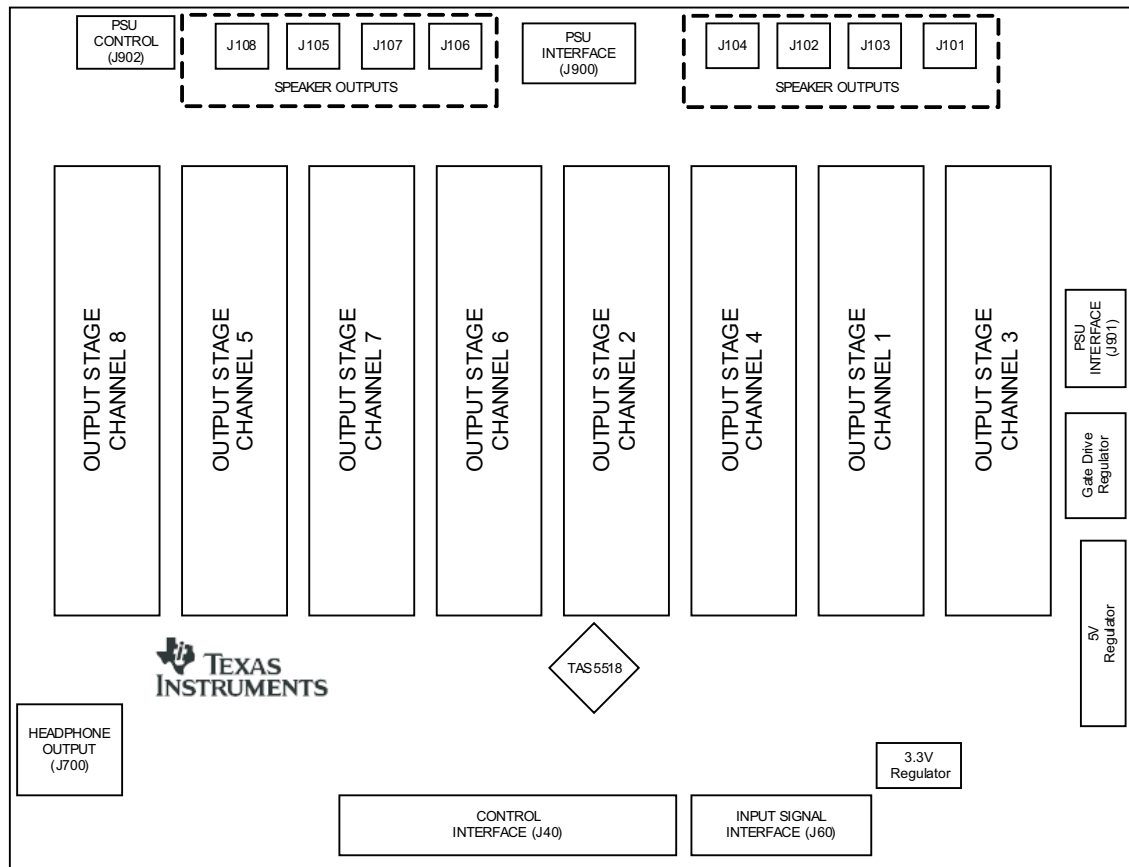 PSU
CONTROL
(J902)
J108
J105
J107
J106
SPEAKER OUTPUTS
PSU
INTERFACE
(J900)
J104
J102
J103
J101
SPEAKER OUTPUTS
OUTPUT STAGE
CHANNEL 8
OUTPUT STAGE
CHANNEL 5
OUTPUT STAGE
CHANNEL 7
OUTPUT STAGE
CHANNEL 6
OUTPUT STAGE
CHANNEL 2
OUTPUT STAGE
CHANNEL 4
OUTPUT STAGE
CHANNEL 1
OUTPUT STAGE
CHANNEL 3
PSU
INTERFACE
(J901)
Gate Drive
Regulator
5V
Regulator
TEXAS
INSTRUMENTS
TAS5518
HEADPHONE
OUTPUT
(J700)
3.3V
Regulator
CONTROL
INTERFACE (J40)
INPUT SIGNAL
INTERFACE (J60)